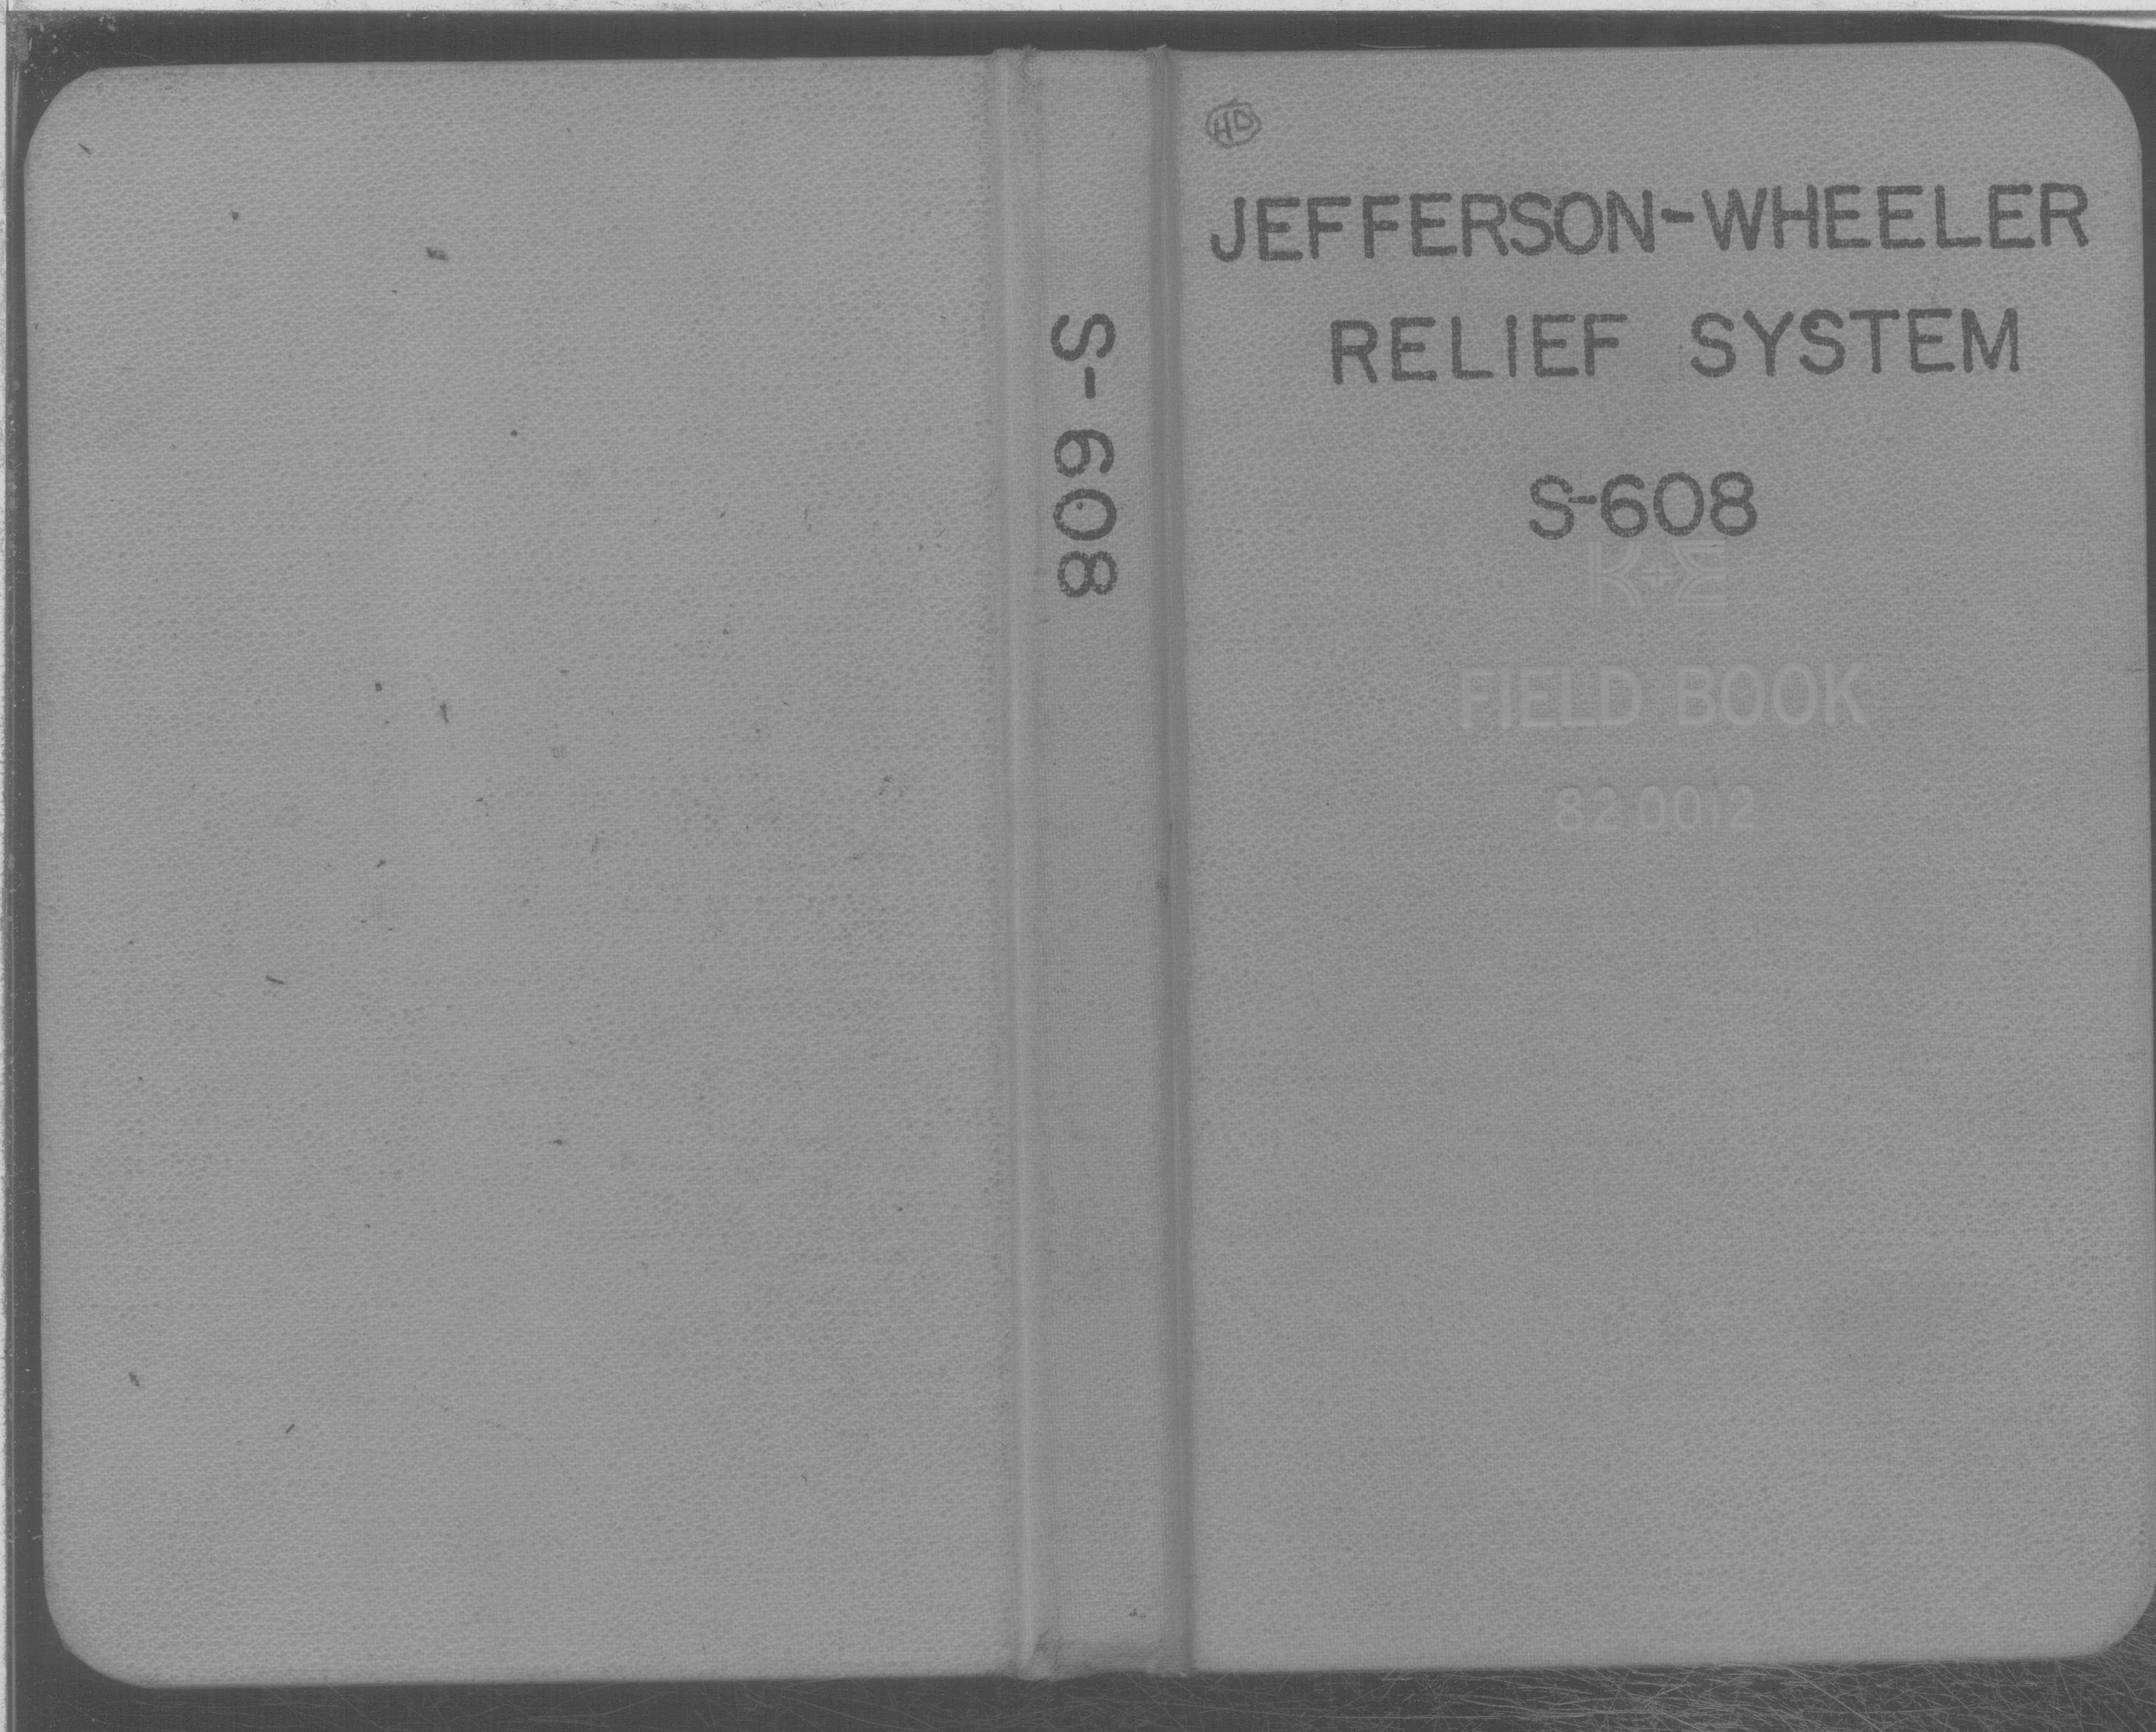 S-608
HD
JEFFERSON-WHEELER
RELIEF SYSTEM
S-608
K+E
FIELD BOOK
82 0012